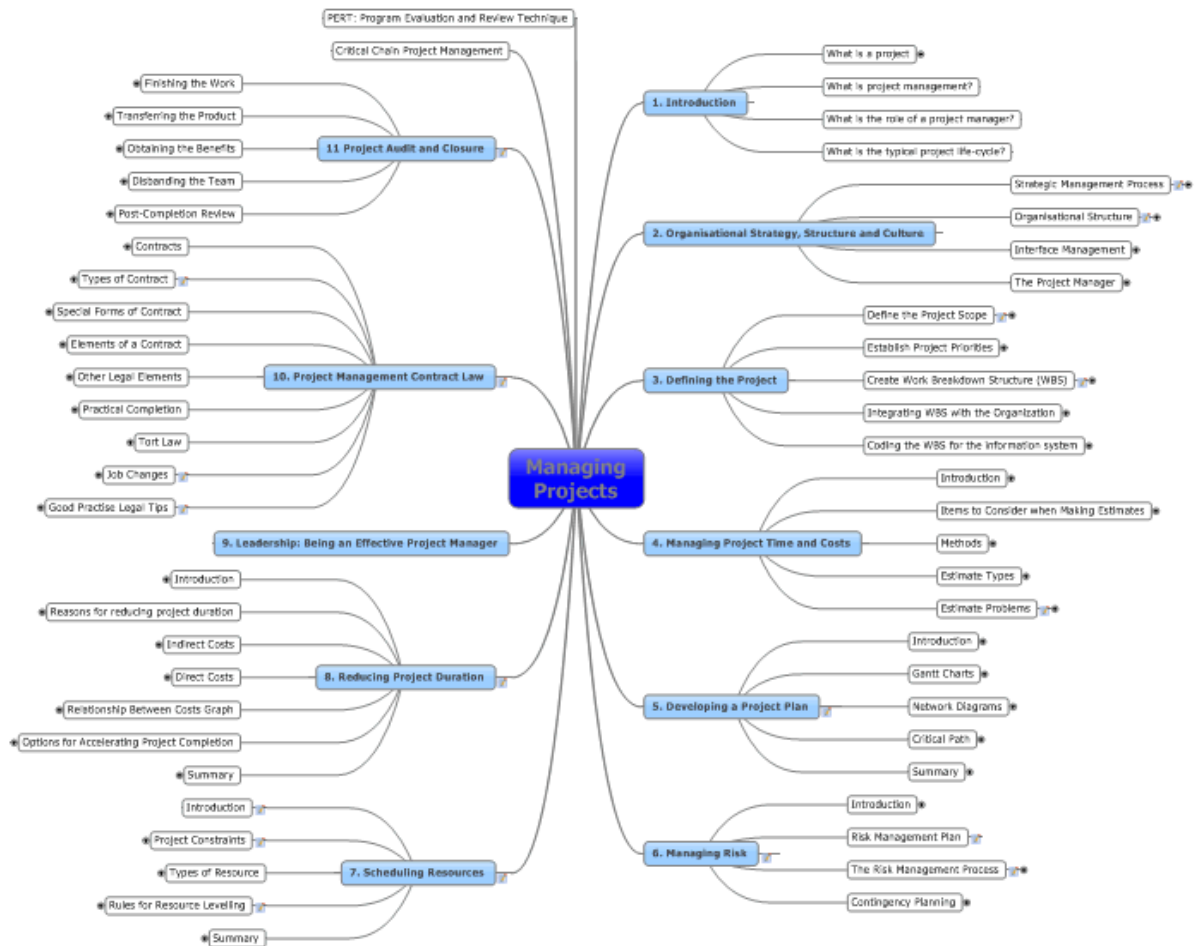 PERT: Program Evaluation and Review Technique
Critical Chain Project Management
Managing
Projects
1. Introduction
What is a project
What is project management?
What is the role of a project manager?
What is the typical project life-cycle?
2. Organisational Strategy, Structure and Culture
Strategic Management Process
Organisational Structure
Interface Management
The Project Manager
3. Defining the Project
Define the Project Scope
Establish Project Priorities
Create Work Breakdown Structure (WBS)
Integrating WBS with the Organization
Coding the WBS for the information system
4. Managing Project Time and Costs
Introduction
Items to Consider when Making Estimates
Methods
Estimate Types
Estimate Problems
5. Developing a Project Plan
Introduction
Gantt Charts
Network Diagrams
Critical Path
Summary
6. Managing Risk
Introduction
Risk Management Plan
The Risk Management Process
Contingency Planning
7. Scheduling Resources
Introduction
Project Constraints
Types of Resource
Rules for Resource Levelling
Summary
8. Reducing Project Duration
Introduction
Reasons for reducing project duration
Indirect Costs
Direct Costs
Relationship Between Costs Graph
Options for Accelerating Project Completion
Summary
9. Leadership: Being an Effective Project Manager
10. Project Management Contract Law
Contracts
Types of Contract
Special Forms of Contract
Elements of a Contract
Other Legal Elements
Practical Completion
Tort Law
Job Changes
Good Practise Legal Tips
11 Project Audit and Closure
Finishing the Work
Transferring the Product
Obtaining the Benefits
Disbanding the Team
Post-Completion Review